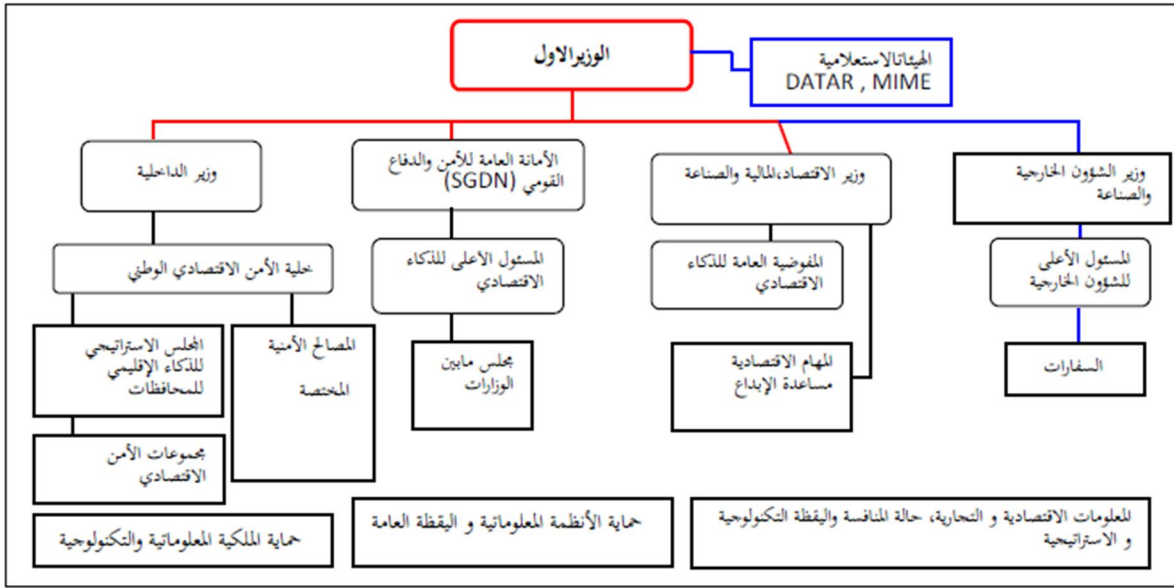 الوزيرالاول
الهيئاتالاستعلامية
DATAR , MIME
وزير الشؤون الخارجية
والصناعة
وزير الاقتصاد،المالية والصناعة
الأمانة العامة للأمن والدفاع
القومي (SGDN)
وزير الداخلية
المسئول الأعلى
للشؤون الخارجية
المفوضية العامة للذكاء
الاقتصادي
المسئول الأعلى للذكاء
الاقتصادي
خلية الأمن الاقتصادي الوطني
السفارات
المهام الاقتصادية
مساعدة الإبداع
مجلس مابين
الوزارات
المصالح الأمنية
المختصة
المجلس الاستراتيجي
للذكاء الإقليمي
للمحافظات
مجموعات الأمن
الاقتصادي
المعلومات الاقتصادية و التجارية، حالة المنافسة واليقظة التكنولوجية
و الاستراتيجية
حماية الأنظمة المعلوماتية و اليقظة العامة
حماية الملكية المعلوماتية والتكنولوجية